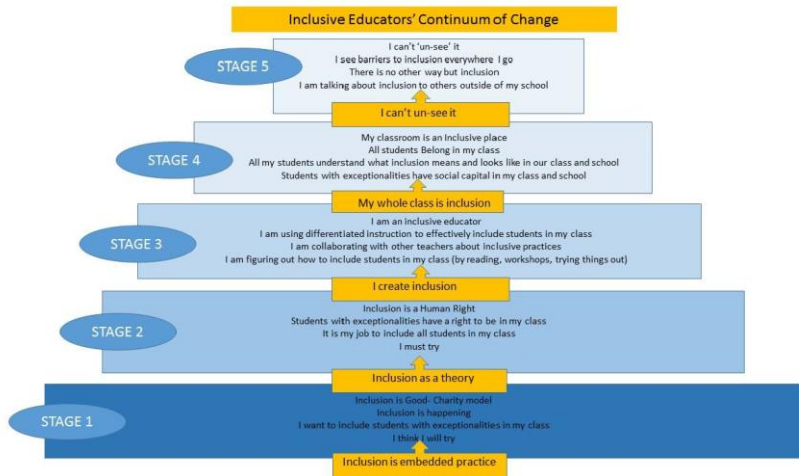 Inclusive Educators' Continuum of Change
STAGE 5
I can't 'un-see' it
I see barriers to inclusion everywhere I go
There is no other way but inclusion
I am talking about inclusion to others outside of my school
I can't un-see it
STAGE 4
My classroom is an Inclusive place
All students Belong in my class
All my students understand what inclusion means and looks like in our class and school
Students with exceptionalities have social capital in my class and school
My whole class is inclusion
STAGE 3
I am an inclusive educator
I am using differentiated instruction to effectively include students in my class
I am collaborating with other teachers about inclusive practices
I am figuring out how to include students in my class (by reading, workshops, trying things out)
I create inclusion
STAGE 2
Inclusion is a Human Right
Students with exceptionalities have a right to be in my class
It is my job to include all students in my class
I must try
Inclusion as a theory
STAGE 1
Inclusion is Good- Charity model
Inclusion is happening
I want to include students with exceptionalities in my class
I think I will try
Inclusion is embedded practice